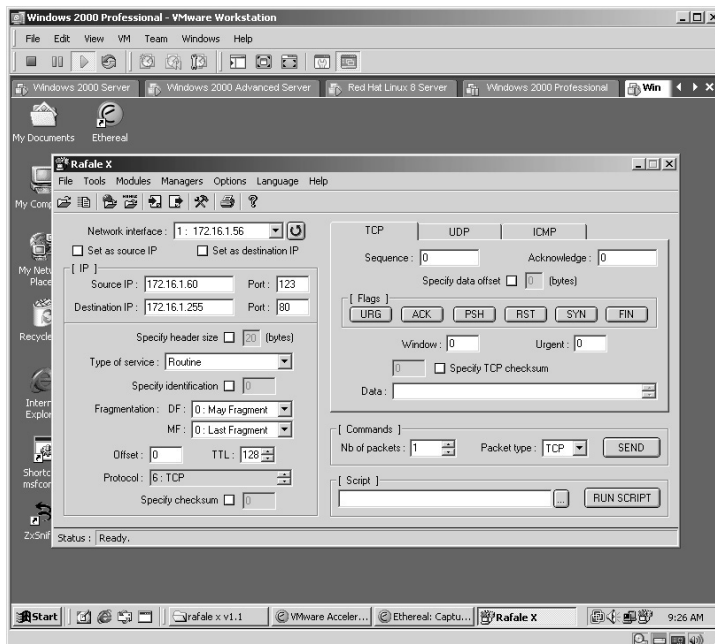 Windows 2000 Professional - VMware Workstation
File Edit View VM Team Windows Help
Windows 2000 Server Windows 2000 Advanced Server Red Hat Linux 8 Server Windows 2000 Professional Win
My Documents Ethereal
Rafale X
File Tools Modules Managers Options Language Help
My Comp
My Netw
Place
Recycle
Intern
Explor
Shortc
msfcon
ZxSnif
Network interface : 1 : 172.16.1.56
Set as source IP Set as destination IP
[ IP ]
Source IP : 172.16.1.60 Port : 123
Destination IP : 172.16.1.255 Port : 80
Specify header size 20 (bytes)
Type of service : Routine
Specify identification 0
Fragmentation : DF : 0 : May Fragment
MF : 0 : Last Fragment
Offset : 0 TTL : 128
Protocol : 6 : TCP
Specify checksum 0
TCP UDP ICMP
Sequence : 0 Acknowledge : 0
Specify data offset 0 (bytes)
[ Flags ]
URG ACK PSH RST SYN FIN
Window : 0 Urgent : 0
0 Specify TCP checksum
Data :
[ Commands ]
Nb of packets : 1 Packet type : TCP SEND
[ Script ]
... RUN SCRIPT
Status : Ready.
Start rafale x v1.1 VMware Acceler... Ethereal: Captu... Rafale X 9:26 AM